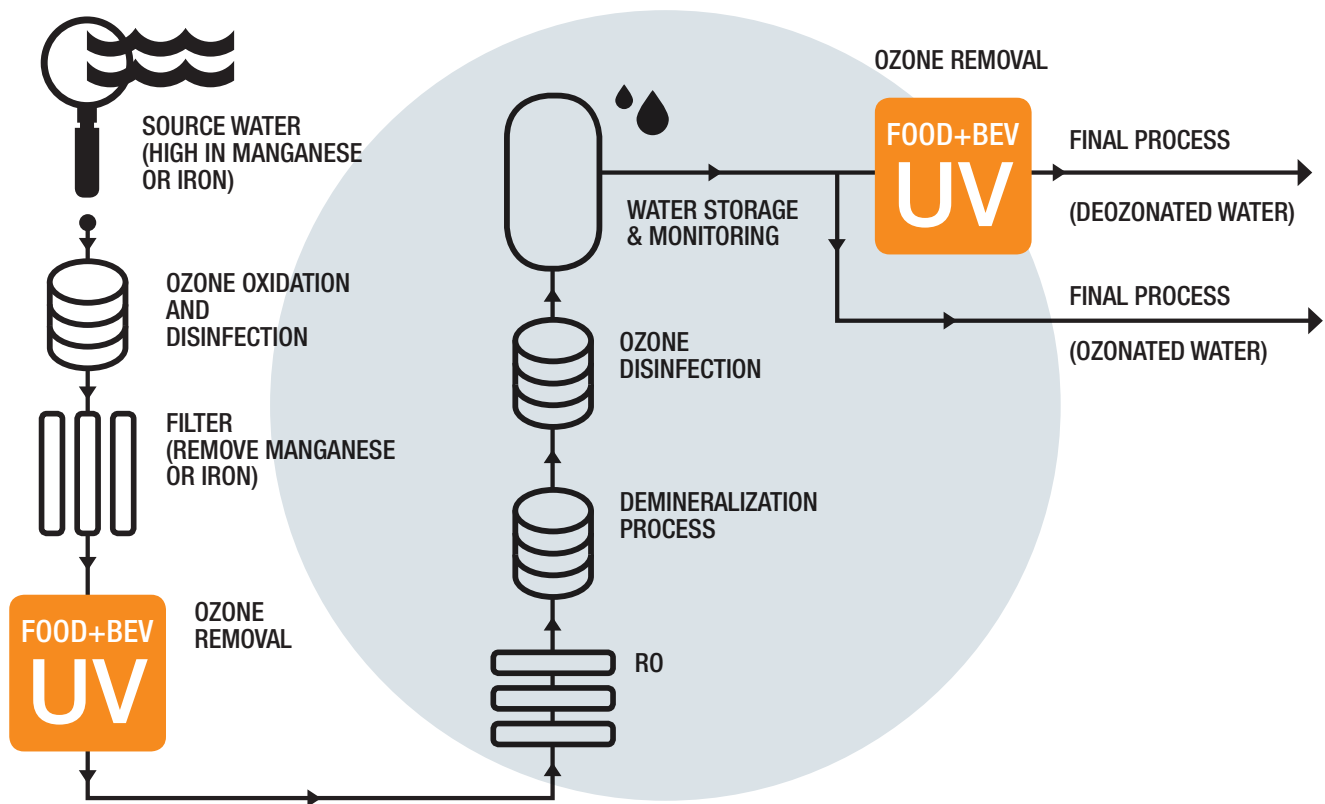 SOURCE WATER
(HIGH IN MANGANESE
OR IRON)
OZONE OXIDATION
AND
DISINFECTION
FILTER
(REMOVE MANGANESE
OR IRON)
FOOD+BEV
UV
OZONE
REMOVAL
RO
DEMINERALIZATION
PROCESS
OZONE
DISINFECTION
WATER STORAGE
& MONITORING
OZONE REMOVAL
FOOD+BEV
UV
FINAL PROCESS
(DEOZONATED WATER)
FINAL PROCESS
(OZONATED WATER)